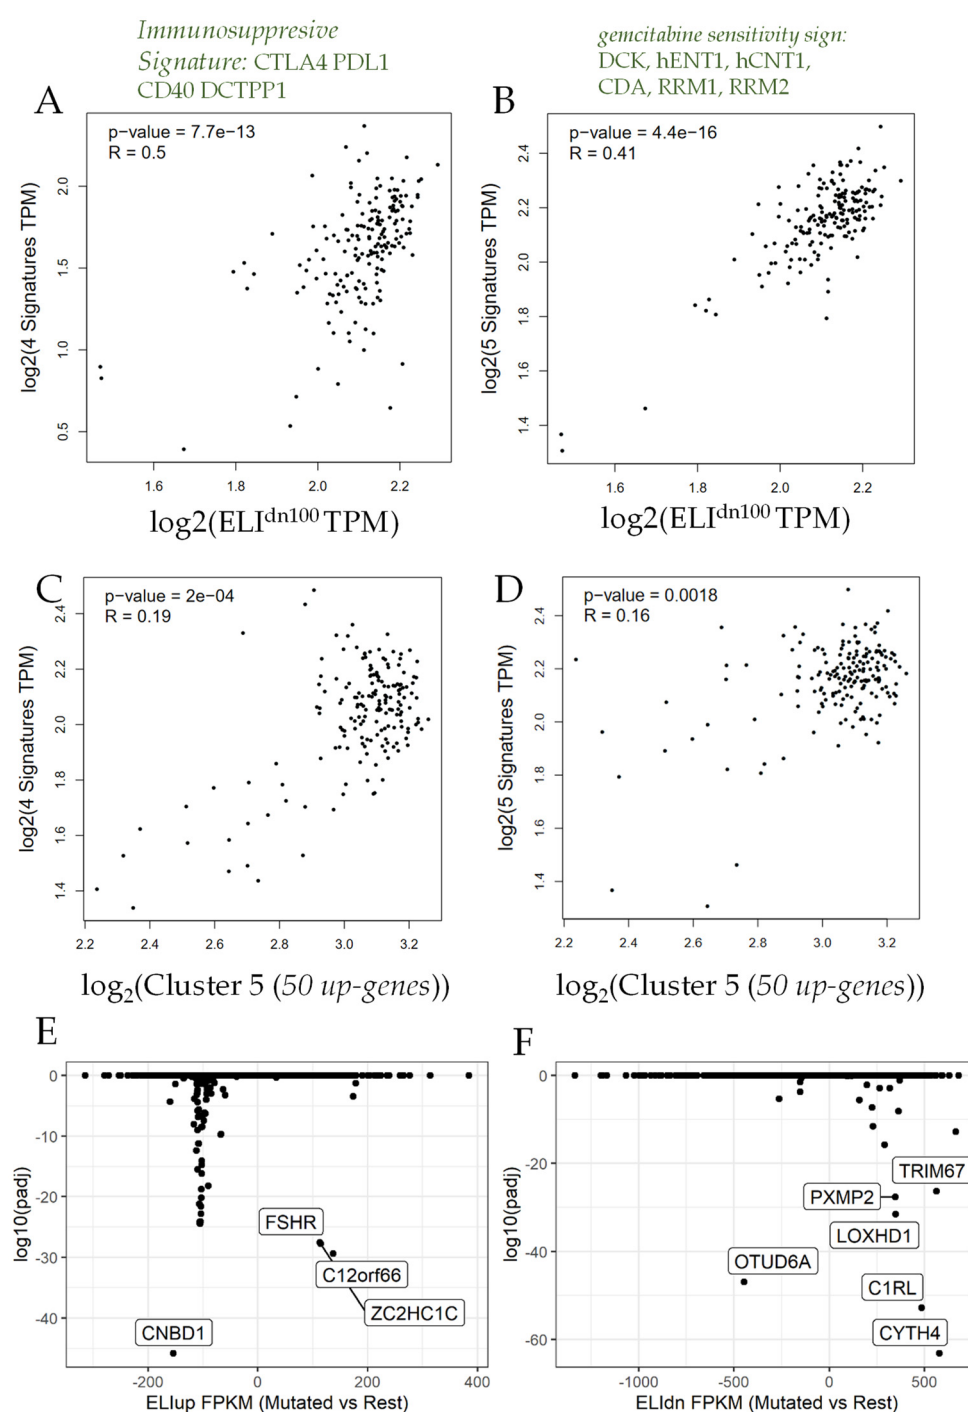 Immunosuppresive
Signature: CTLA4 PDL1
CD40 DCTPP1
gemcitabine sensitivity sign:
DCK, hENT1, hCNT1,
CDA, RRM1, RRM2
A
p-value = 7.7e−13
R = 0.5
log2(4 Signatures TPM)
2.0
1.5
1.0
0.5
1.6
1.8
2.0
2.2
log2(ELIdn100 TPM)
B
p-value = 4.4e−16
R = 0.41
log2(5 Signatures TPM)
2.4
2.2
2.0
1.8
1.6
1.4
1.6
1.8
2.0
2.2
log2(ELIdn100 TPM)
C
p-value = 2e−04
R = 0.19
log2(4 Signatures TPM)
2.4
2.2
2.0
1.8
1.6
1.4
2.2
2.4
2.6
2.8
3.0
3.2
log2(Cluster 5 (50 up-genes))
D
p-value = 0.0018
R = 0.16
log2(5 Signatures TPM)
2.4
2.2
2.0
1.8
1.6
1.4
2.2
2.4
2.6
2.8
3.0
3.2
log2(Cluster 5 (50 up-genes))
E
log10(padj)
0
-10
-20
-30
-40
FSHR
C12orf66
ZC2HC1C
CNBD1
-200
0
200
400
ELIup FPKM (Mutated vs Rest)
F
log10(padj)
0
-20
-40
-60
TRIM67
PXMP2
LOXHD1
OTUD6A
C1RL
CYTH4
-1000
-500
0
500
ELIdn FPKM (Mutated vs Rest)